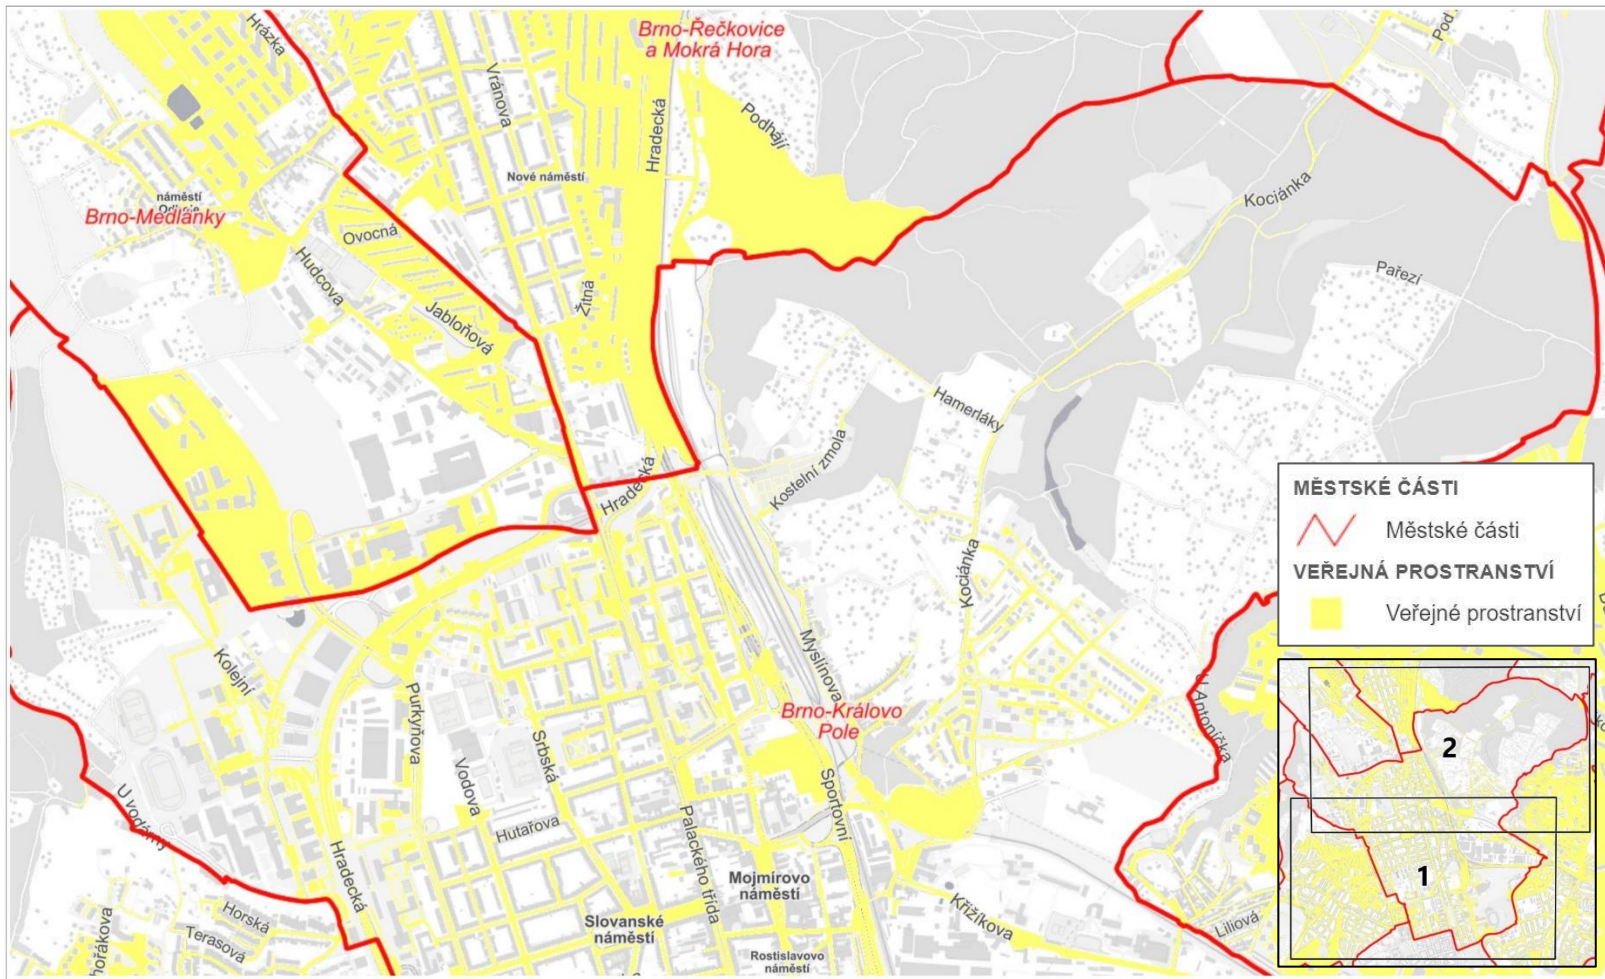 Hrázka
Vránova
Brno-Řečkovice
a Mokrá Hora
Hradecká
Podhájí
Pod
Nové náměstí
Kociánka
náměstí
Brno-Medlánky
Ovocná
Hudcova
Žitná
Jabloňová
Pařezí
Hamerláky
Kostelní zmola
Hradecká
Kociánka
MĚSTSKÉ ČÁSTI
Městské části
VEŘEJNÁ PROSTRANSTVÍ
Veřejné prostranství
Kolejní
Purkyňova
Myslínova
Brno-Královo
Pole
U Antoníčka
Srbská
Vodova
Sportovní
U vodárny
Hutařova
Palackého třída
Hradecká
Mojmírovo
náměstí
Křižíkova
Slovanské
náměstí
Liliová
Horská
Terasová
hořákova
Rostislavovo
náměstí
2
1